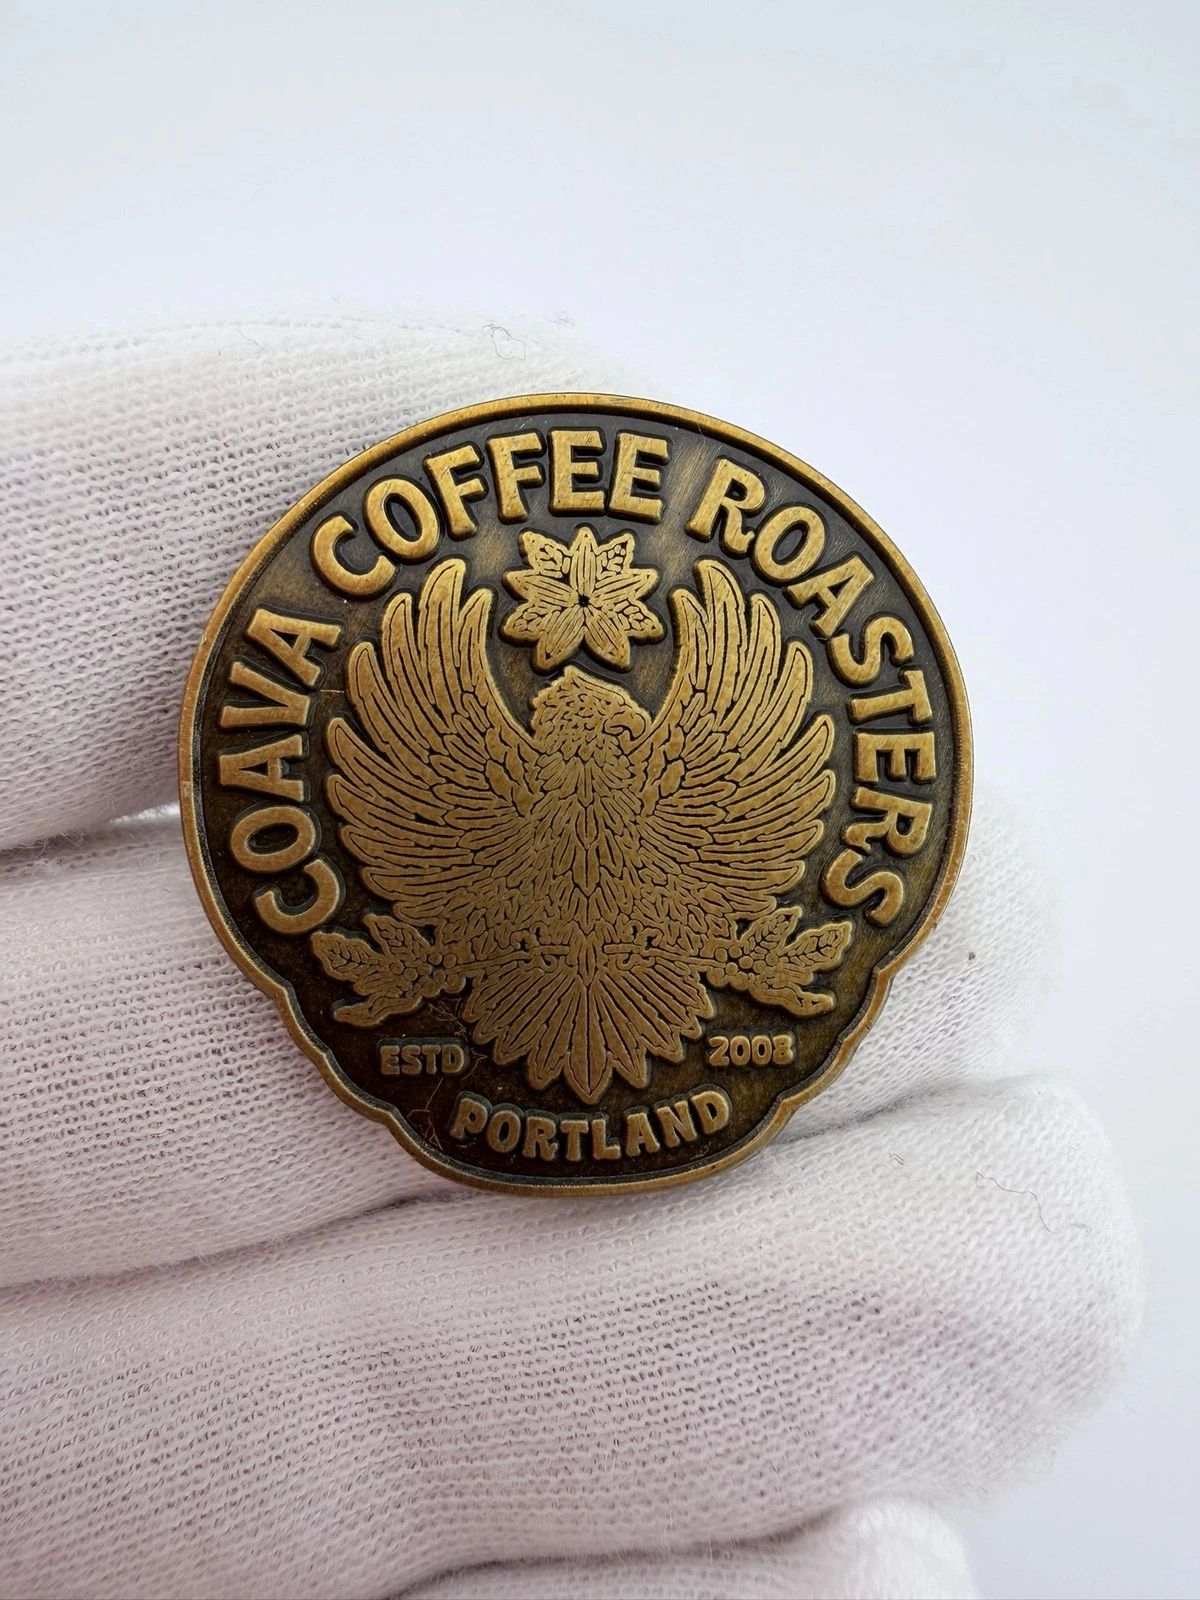 COAVA COFFEE ROASTERS
ESTD 2008
PORTLAND